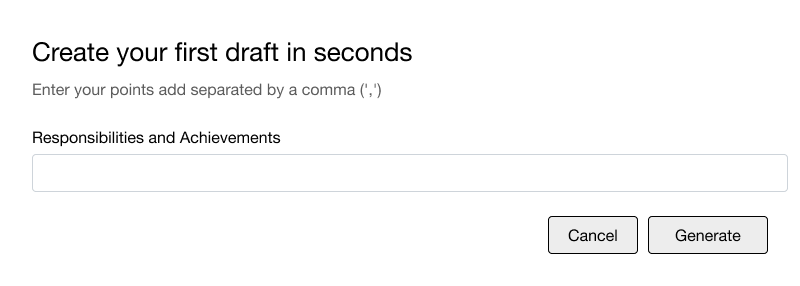 Create your first draft in seconds
Enter your points add separated by a comma (',')
Responsibilities and Achievements
Cancel Generate